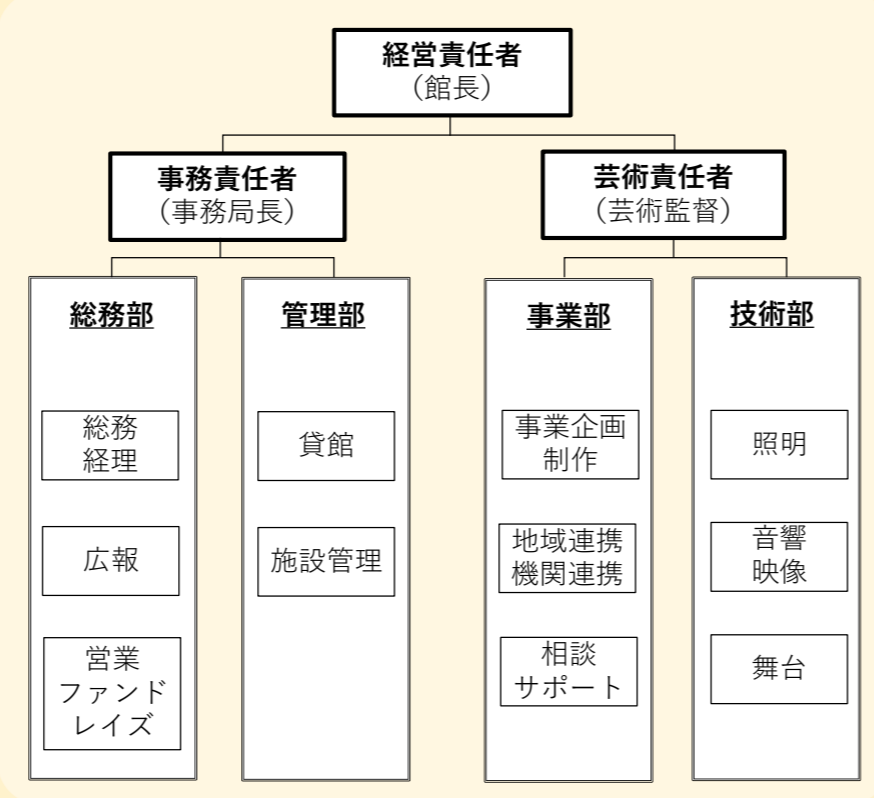 経営責任者
（館長）
事務責任者
（事務局長）
芸術責任者
（芸術監督）
総務部
総務
経理
広報
営業
ファンド
レイズ
管理部
貸館
施設管理
事業部
事業企画
制作
地域連携
機関連携
相談
サポート
技術部
照明
音響
映像
舞台